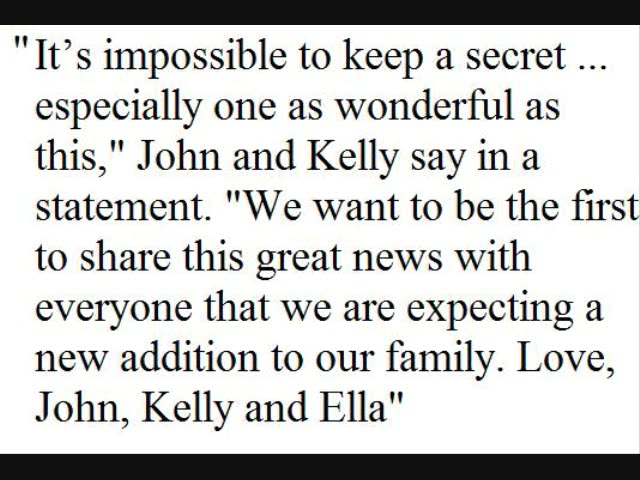 "It’s impossible to keep a secret ...
especially one as wonderful as
this," John and Kelly say in a
statement. "We want to be the first
to share this great news with
everyone that we are expecting a
new addition to our family. Love,
John, Kelly and Ella"